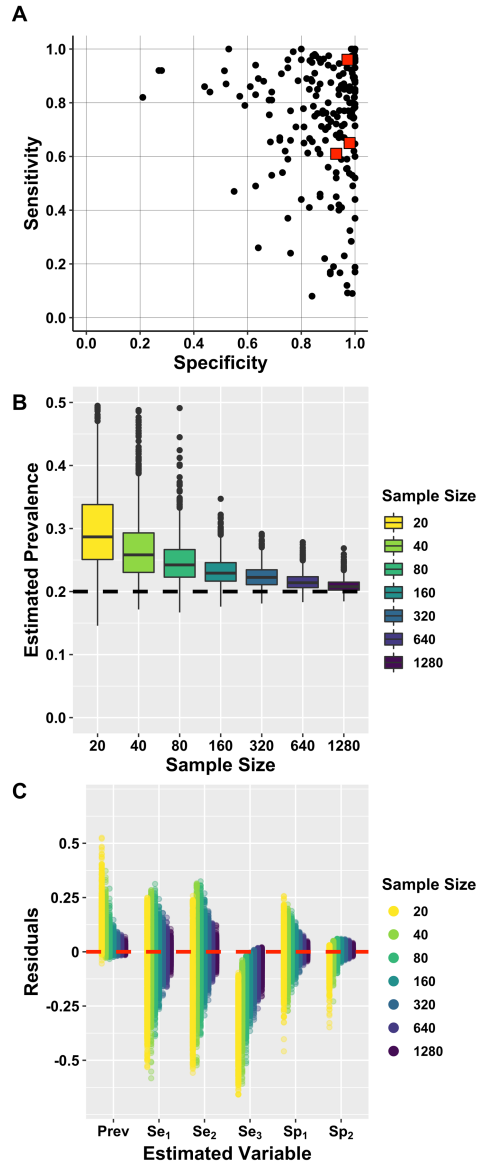 A
1.0
0.8
0.6
0.4
0.2
0.0
Sensitivity
0.0 0.2 0.4 0.6 0.8 1.0
Specificity
B
0.5
0.4
0.3
0.2
0.1
0.0
Estimated Prevalence
20 40 80 160 320 640 1280
Sample Size
Sample Size
20
40
80
160
320
640
1280
C
0.5
0.25
0
-0.25
-0.5
Residuals
Prev Se₁ Se₂ Se₃ Sp₁ Sp₂
Estimated Variable
Sample Size
20
40
80
160
320
640
1280